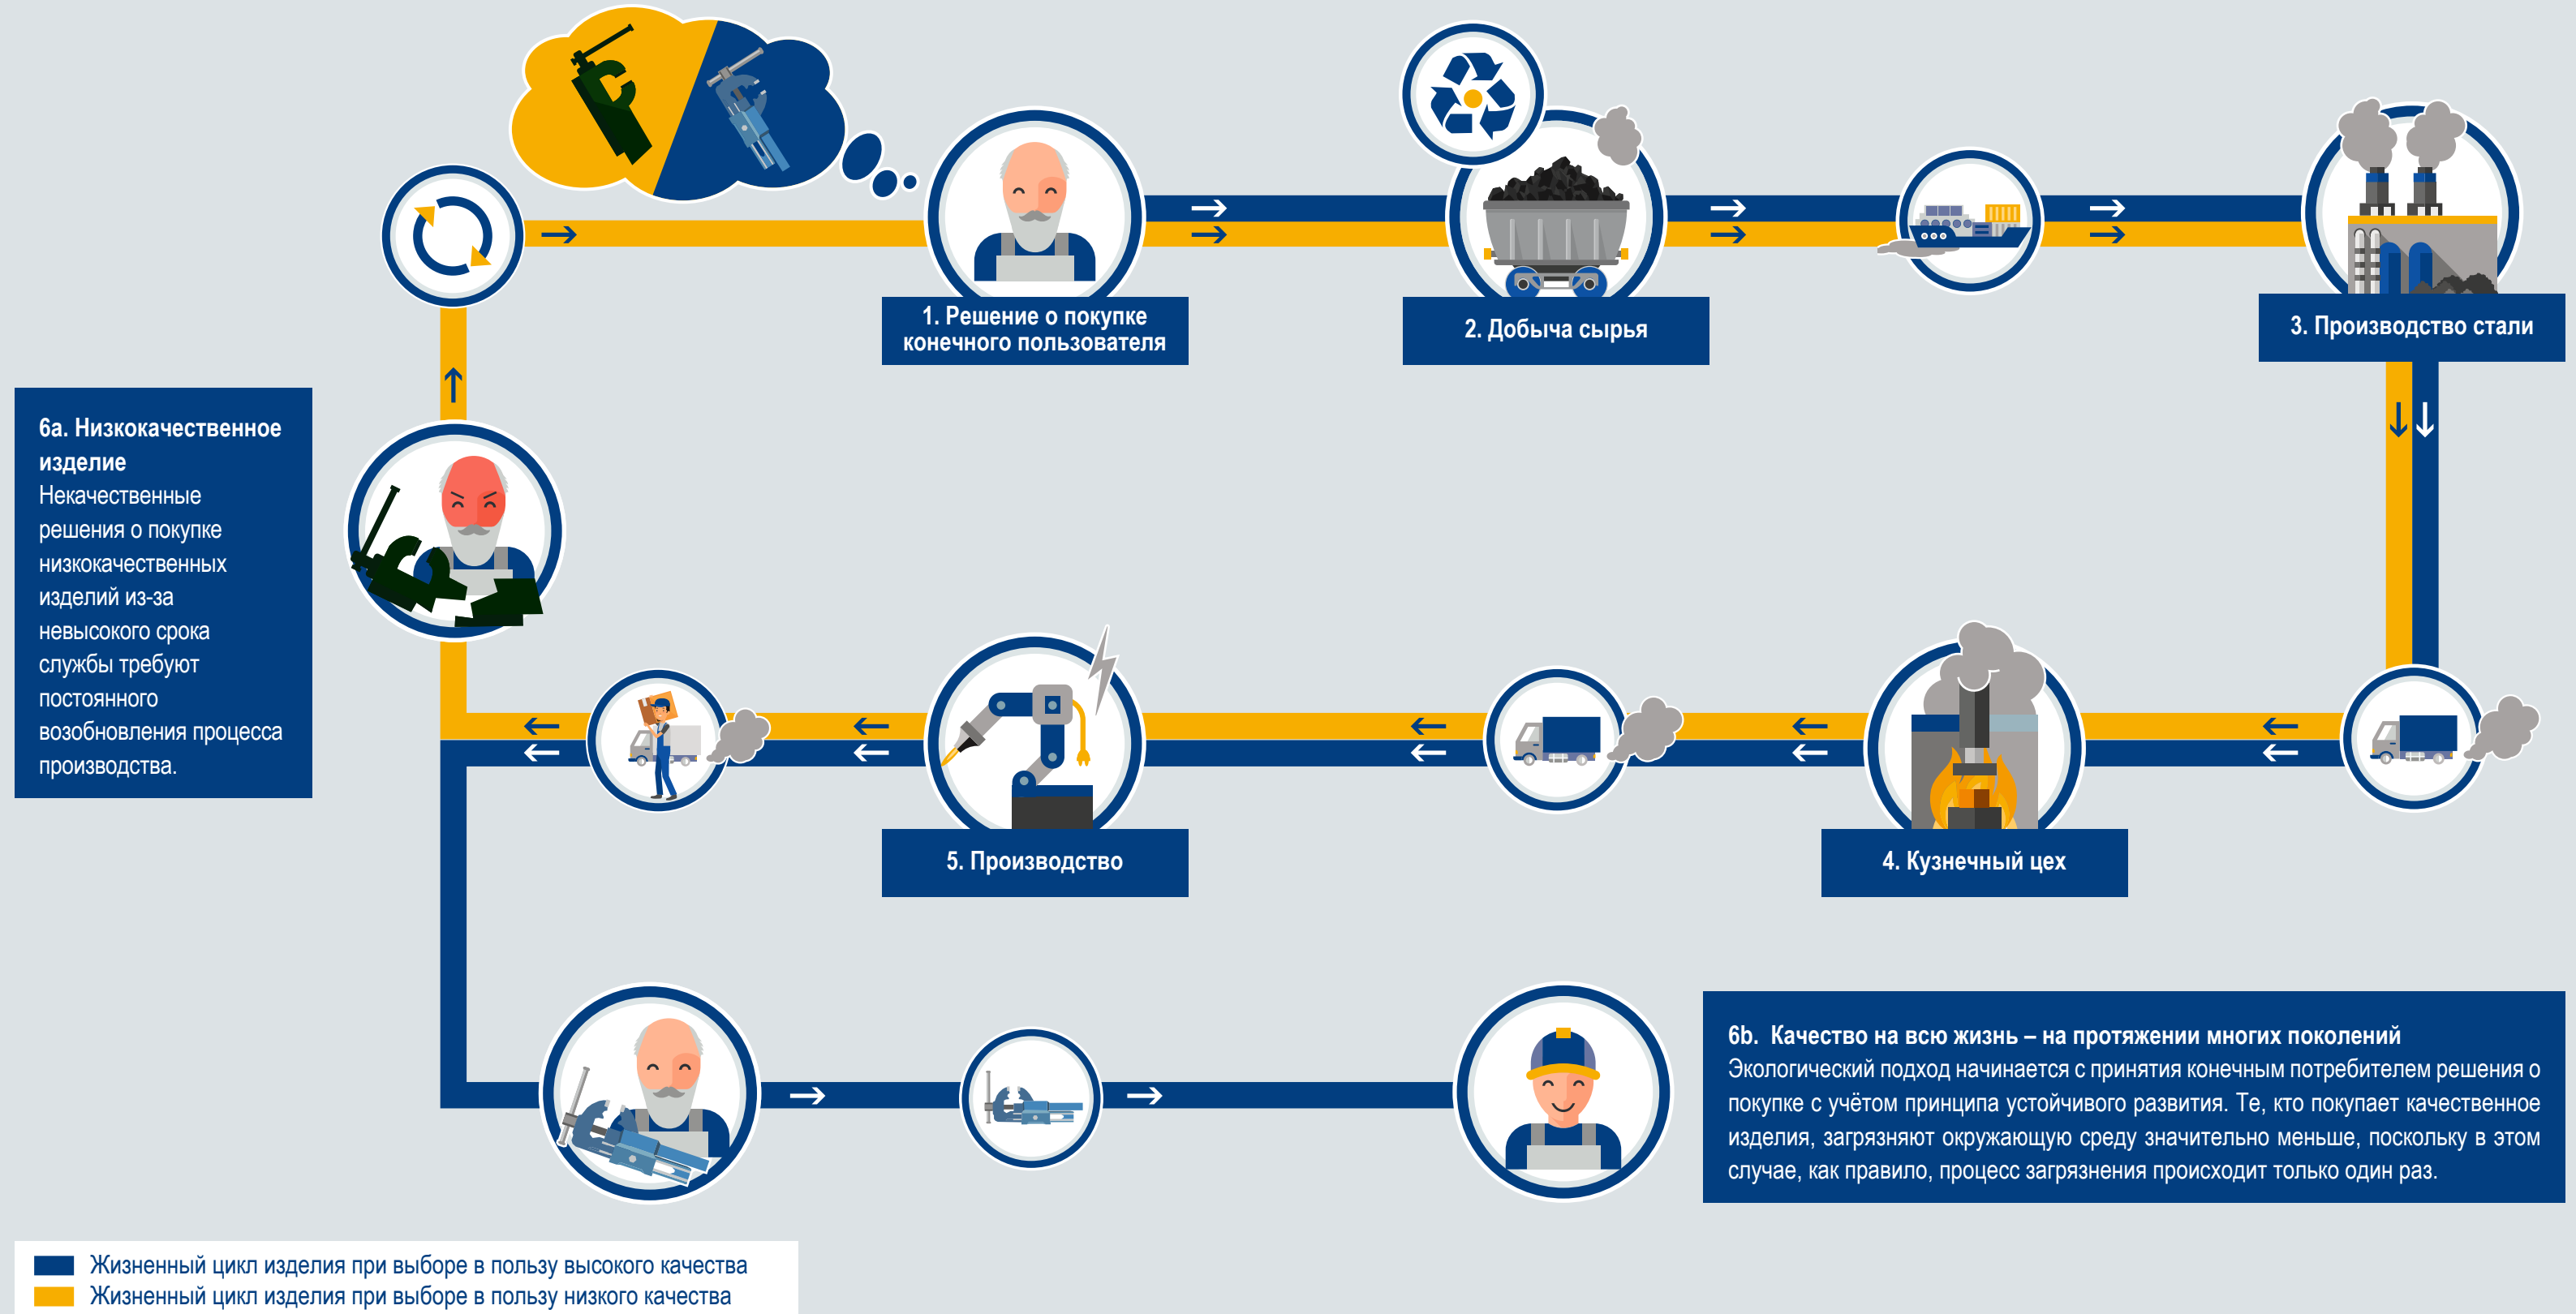 1. Решение о покупке
конечного пользователя
2. Добыча сырья
3. Производство стали
6a. Низкокачественное
изделие
Некачественные
решения о покупке
низкокачественных
изделий из-за
невысокого срока
службы требуют
постоянного
возобновления процесса
производства.
5. Производство
4. Кузнечный цех
6b. Качество на всю жизнь – на протяжении многих поколений
Экологический подход начинается с принятия конечным потребителем решения о
покупке с учётом принципа устойчивого развития. Те, кто покупает качественное
изделия, загрязняют окружающую среду значительно меньше, поскольку в этом
случае, как правило, процесс загрязнения происходит только один раз.
Жизненный цикл изделия при выборе в пользу высокого качества
Жизненный цикл изделия при выборе в пользу низкого качества